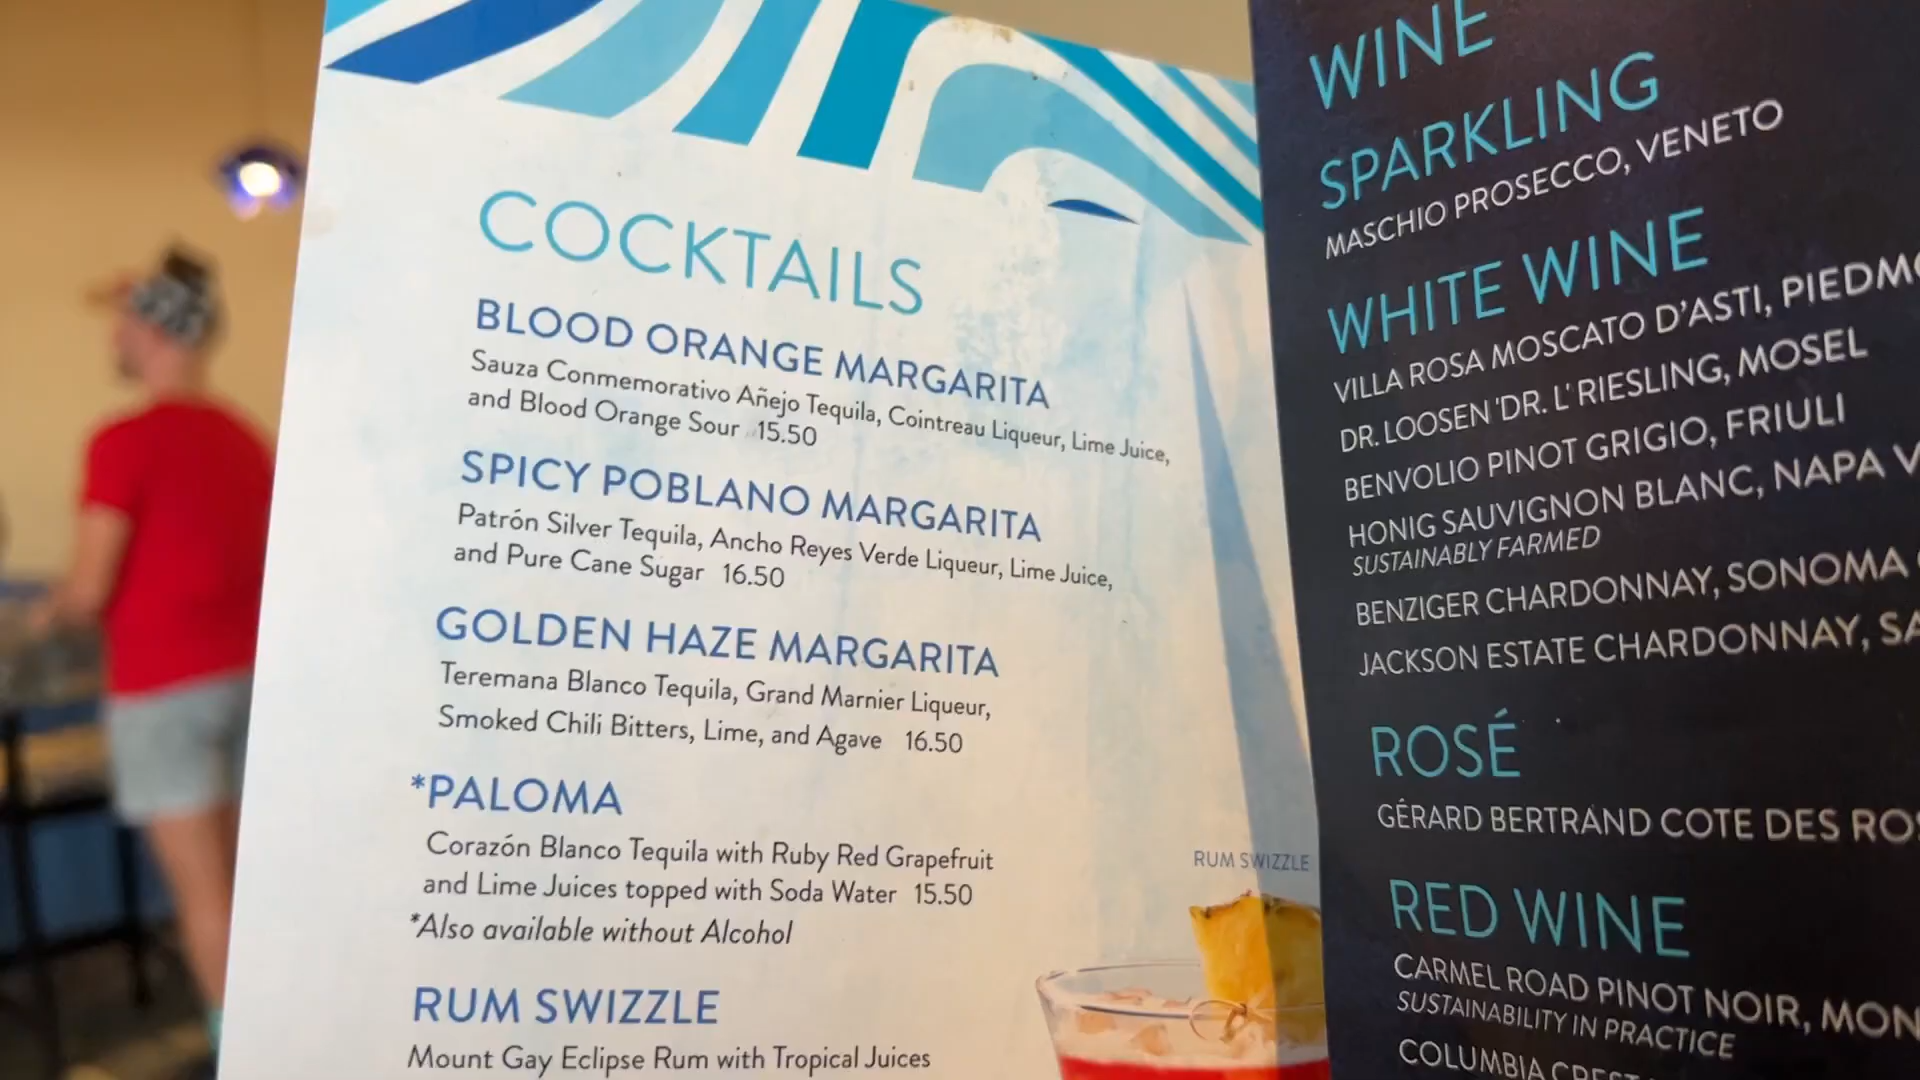 COCKTAILS
BLOOD ORANGE MARGARITA
Sauza Conmemorativo Añejo Tequila, Cointreau Liqueur, Lime Juice,
and Blood Orange Sour 15.50
SPICY POBLANO MARGARITA
Patrón Silver Tequila, Ancho Reyes Verde Liqueur, Lime Juice,
and Pure Cane Sugar 16.50
GOLDEN HAZE MARGARITA
Teremana Blanco Tequila, Grand Marnier Liqueur,
Smoked Chili Bitters, Lime, and Agave 16.50
*PALOMA
Corazón Blanco Tequila with Ruby Red Grapefruit
and Lime Juices topped with Soda Water 15.50
*Also available without Alcohol
RUM SWIZZLE
Mount Gay Eclipse Rum with Tropical Juices
RUM SWIZZLE
WINE
SPARKLING
MASCHIO PROSECCO, VENETO
WHITE WINE
VILLA ROSA MOSCATO D'ASTI,
DR. LOOSEN 'DR. L' RIESLING, MOSEL
BENVOLIO PINOT GRIGIO, FRIULI
HONIG SAUVIGNON BLANC, NAPA
SUSTAINABLY FARMED
BENZIGER CHARDONNAY, SONOMA
JACKSON ESTATE CHARDONNAY,
ROSÉ
GÉRARD BERTRAND COTE DES
RED WINE
CARMEL ROAD PINOT NOIR,
SUSTAINABILITY IN PRACTICE
COLUMBIA